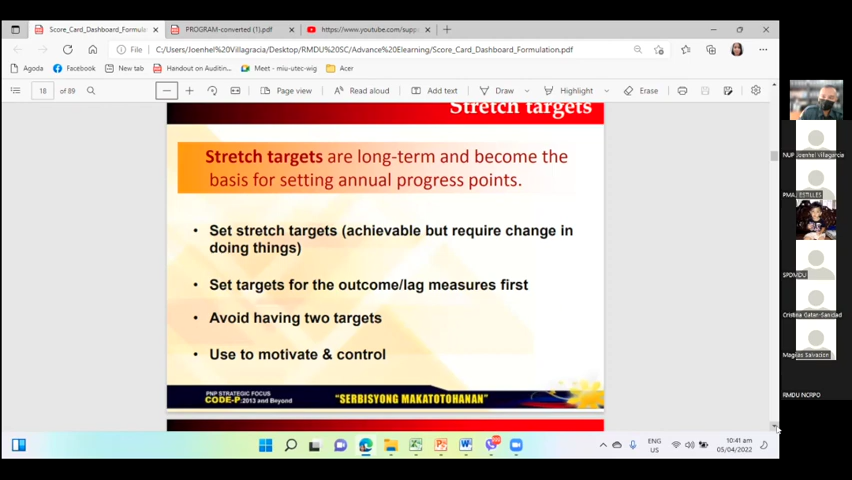 Score_Card_Dashboard_Formulation
PROGRAM-converted (1).pdf
https://www.youtube.com/supp
File
C:/Users/Joenhel%20Villagracia/Desktop/RMDU%20SC/Advance%20Elearning/Score_Card_Dashboard_Formulation.pdf
Agoda
Facebook
New tab
Handout on Auditin...
Meet - miu-utec-wig
Acer
18
of 89
Page view
Read aloud
Add text
Draw
Highlight
Erase
Stretch targets
Stretch targets are long-term and become the
basis for setting annual progress points.
• Set stretch targets (achievable but require change in
doing things)
• Set targets for the outcome/lag measures first
• Avoid having two targets
• Use to motivate & control
PNP STRATEGIC FOCUS
CODE-P: 2013 and Beyond
"SERBISYONG MAKATOTOHANAN"
NUP Joenhel Villagarcia
PMAJ ESTILLES
SPDMDU
Cristina Gatan-Sanidad
Magilas Salvacion
RMDU NCRPO
ENG
US
10:41 am
05/04/2022